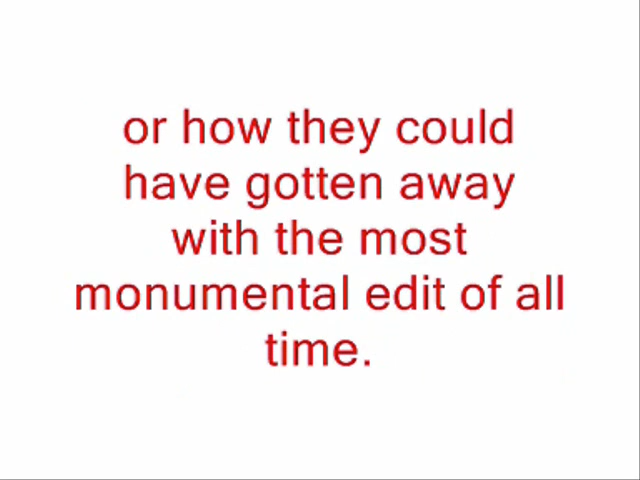 or how they could
have gotten away
with the most
monumental edit of all
time.